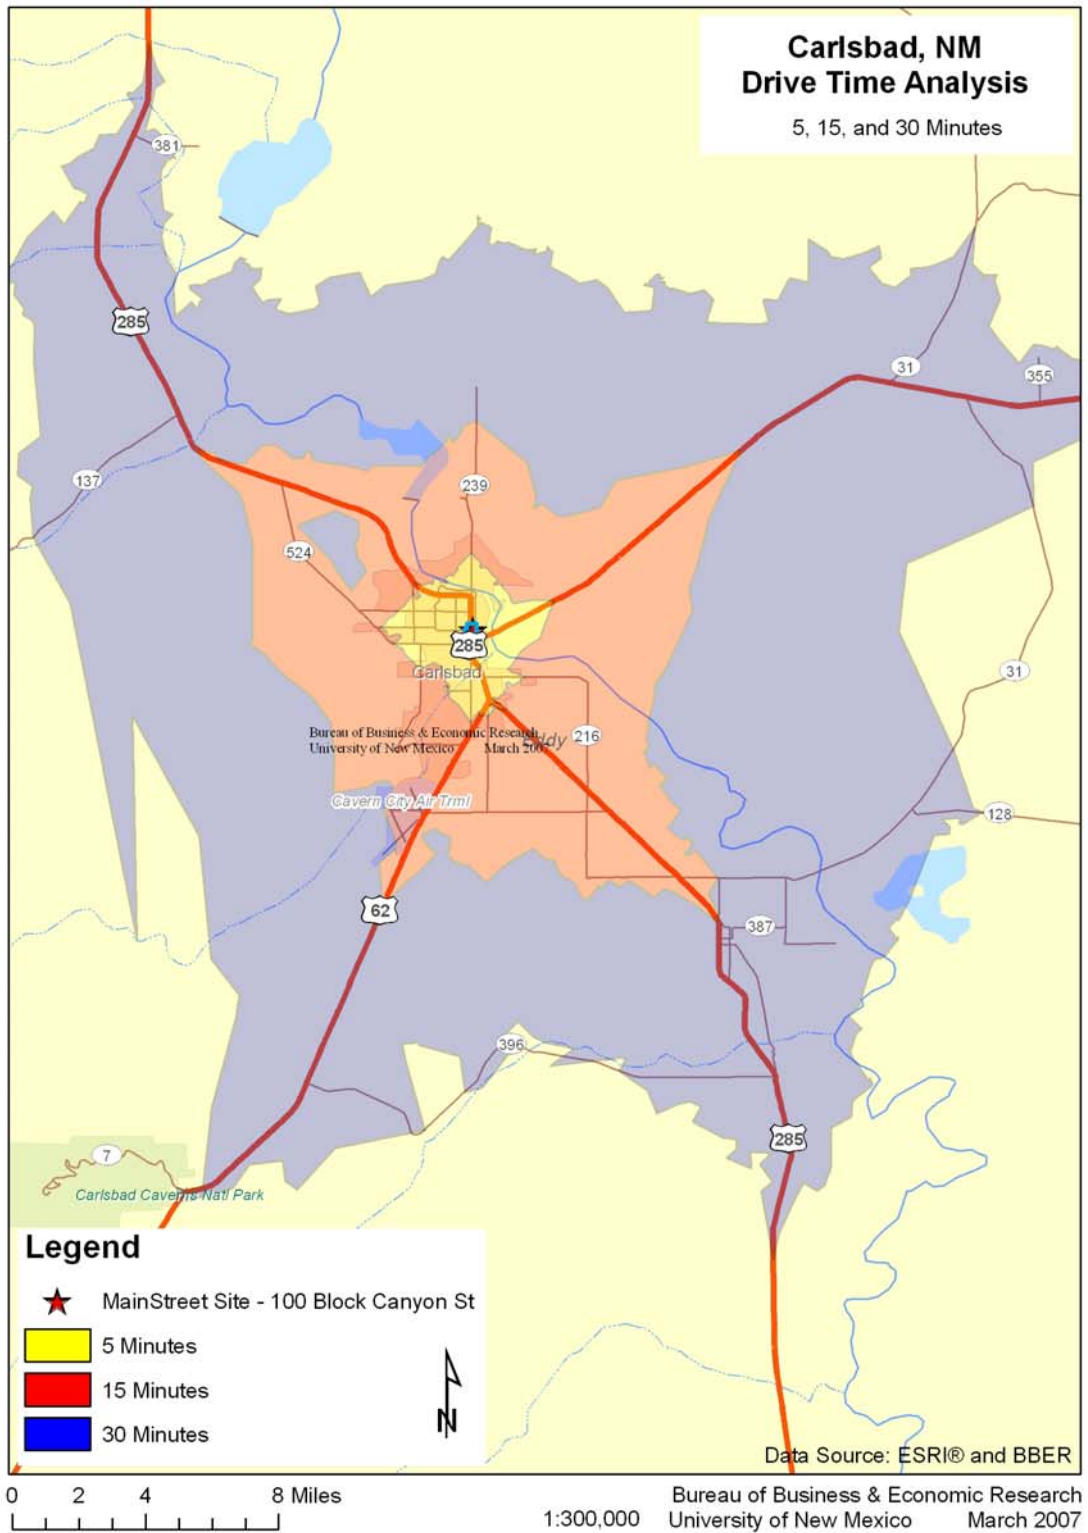 Carlsbad, NM
Drive Time Analysis
5, 15, and 30 Minutes
381
285
31
355
137
239
524
285
Carlsbad
31
Bureau of Business & Economic Research
University of New Mexico March 2007
Eddy
216
Cavern City Air Trml
128
62
387
396
285
7
Carlsbad Caverns Natl Park
Legend
MainStreet Site - 100 Block Canyon St
5 Minutes
15 Minutes
30 Minutes
N
Data Source: ESRI® and BBER
0 2 4 8 Miles
1:300,000
Bureau of Business & Economic Research
University of New Mexico March 2007